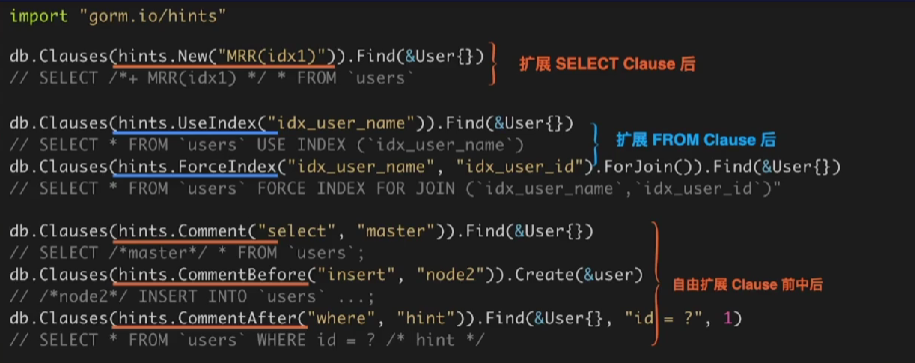 import "gorm.io/hints"
db.Clauses(hints.New("MRR(idx1)")).Find(&User{})
// SELECT /*+ MRR(idx1) */ * FROM `users`
扩展 SELECT Clause 后
db.Clauses(hints.UseIndex("idx_user_name")).Find(&User{})
// SELECT * FROM `users` USE INDEX (`idx_user_name`)
扩展 FROM Clause 后
db.Clauses(hints.ForceIndex("idx_user_name", "idx_user_id").ForJoin()).Find(&User{})
// SELECT * FROM `users` FORCE INDEX FOR JOIN (`idx_user_name`,`idx_user_id`)"
db.Clauses(hints.Comment("select", "master")).Find(&User{})
// SELECT /*master*/ * FROM `users`;
db.Clauses(hints.CommentBefore("insert", "node2")).Create(&user)
自由扩展 Clause 前中后
// /*node2*/ INSERT INTO `users` ...;
db.Clauses(hints.CommentAfter("where", "hint")).Find(&User{}, "id = ?", 1)
// SELECT * FROM `users` WHERE id = ? /* hint */